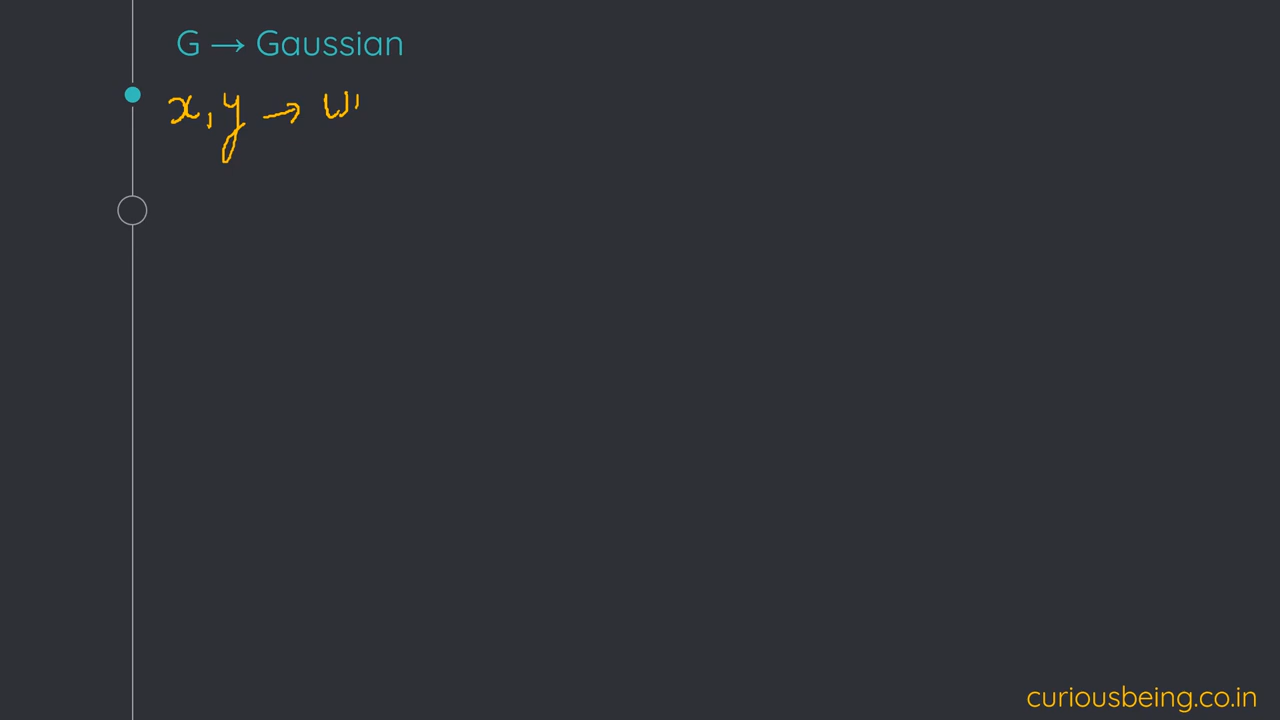 G → Gaussian
x, y →
curiousbeing.co.in